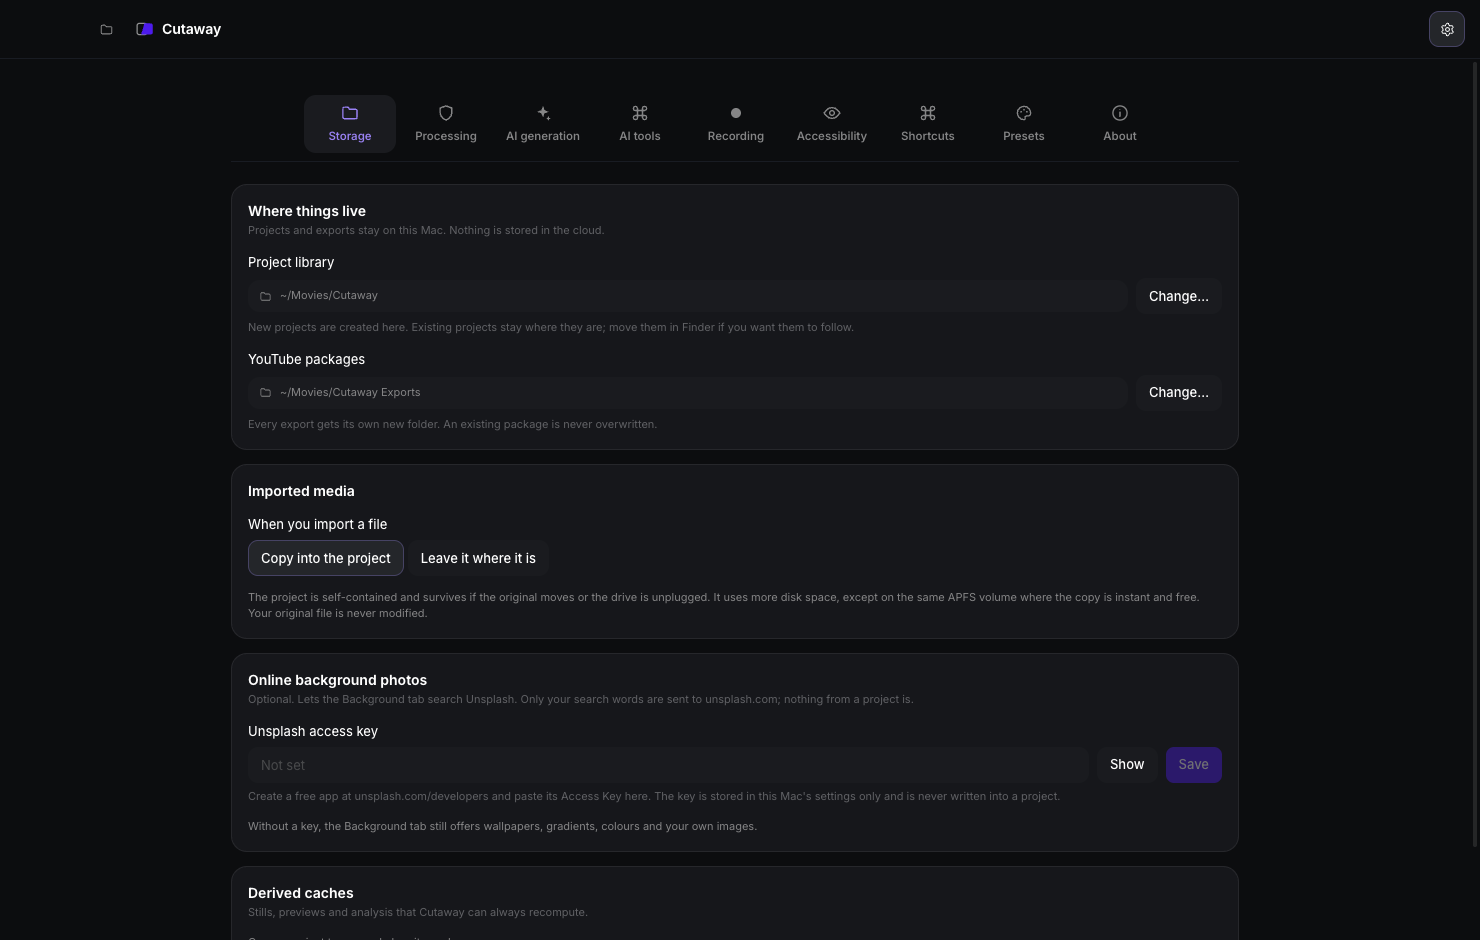 Cutaway
Storage
Processing
AI generation
AI tools
Recording
Accessibility
Shortcuts
Presets
About
Where things live
Projects and exports stay on this Mac. Nothing is stored in the cloud.
Project library
~/Movies/Cutaway
Change...
New projects are created here. Existing projects stay where they are; move them in Finder if you want them to follow.
YouTube packages
~/Movies/Cutaway Exports
Change...
Every export gets its own new folder. An existing package is never overwritten.
Imported media
When you import a file
Copy into the project
Leave it where it is
The project is self-contained and survives if the original moves or the drive is unplugged. It uses more disk space, except on the same APFS volume where the copy is instant and free.
Your original file is never modified.
Online background photos
Optional. Lets the Background tab search Unsplash. Only your search words are sent to unsplash.com; nothing from a project is.
Unsplash access key
Not set
Show
Save
Create a free app at unsplash.com/developers and paste its Access Key here. The key is stored in this Mac's settings only and is never written into a project.
Without a key, the Background tab still offers wallpapers, gradients, colours and your own images.
Derived caches
Stills, previews and analysis that Cutaway can always recompute.